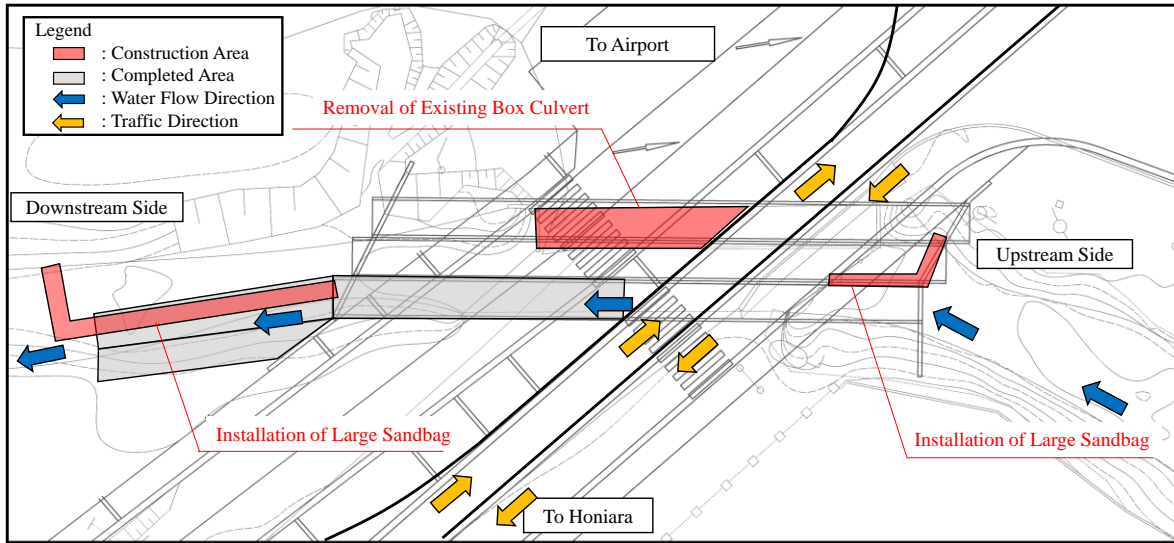 Legend
: Construction Area
: Completed Area
: Water Flow Direction
: Traffic Direction
To Airport
Removal of Existing Box Culvert
Downstream Side
Upstream Side
Installation of Large Sandbag
Installation of Large Sandbag
To Honiara